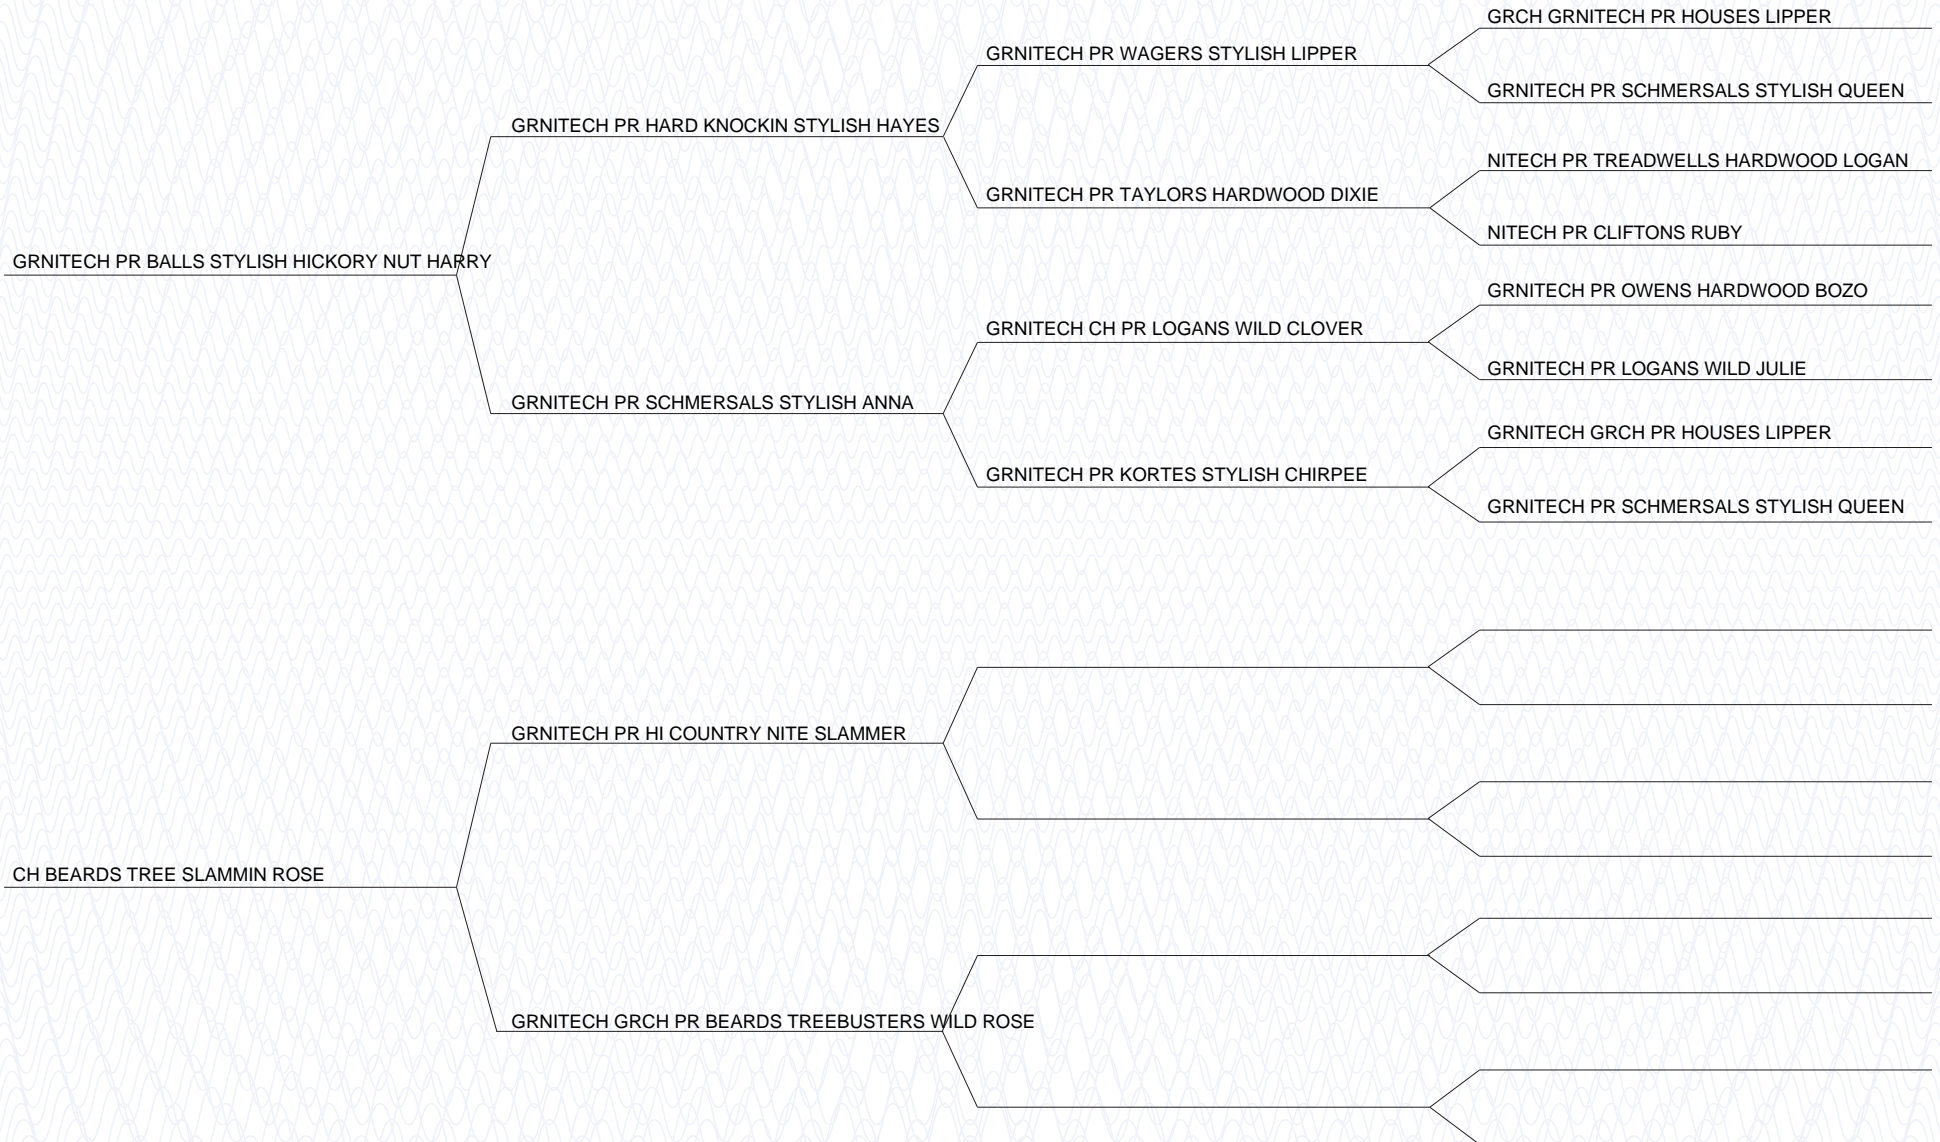 GRCH GRNITECH PR HOUSES LIPPER
GRNITECH PR WAGERS STYLISH LIPPER
GRNITECH PR SCHMERSALS STYLISH QUEEN
GRNITECH PR HARD KNOCKIN STYLISH HAYES
NITECH PR TREADWELLS HARDWOOD LOGAN
GRNITECH PR TAYLORS HARDWOOD DIXIE
NITECH PR CLIFTONS RUBY
GRNITECH PR BALLS STYLISH HICKORY NUT HARRY
GRNITECH PR OWENS HARDWOOD BOZO
GRNITECH CH PR LOGANS WILD CLOVER
GRNITECH PR LOGANS WILD JULIE
GRNITECH PR SCHMERSALS STYLISH ANNA
GRNITECH GRCH PR HOUSES LIPPER
GRNITECH PR KORTES STYLISH CHIRPEE
GRNITECH PR SCHMERSALS STYLISH QUEEN
GRNITECH PR HI COUNTRY NITE SLAMMER
CH BEARDS TREE SLAMMIN ROSE
GRNITECH GRCH PR BEARDS TREEBUSTERS WILD ROSE